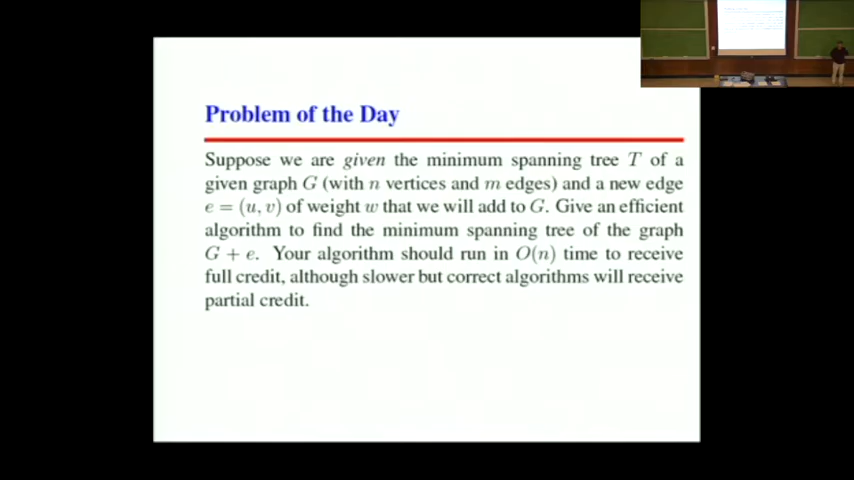 Problem of the Day
Suppose we are given the minimum spanning tree T of a
given graph G (with n vertices and m edges) and a new edge
e = (u, v) of weight w that we will add to G. Give an efficient
algorithm to find the minimum spanning tree of the graph
G + e. Your algorithm should run in O(n) time to receive
full credit, although slower but correct algorithms will receive
partial credit.